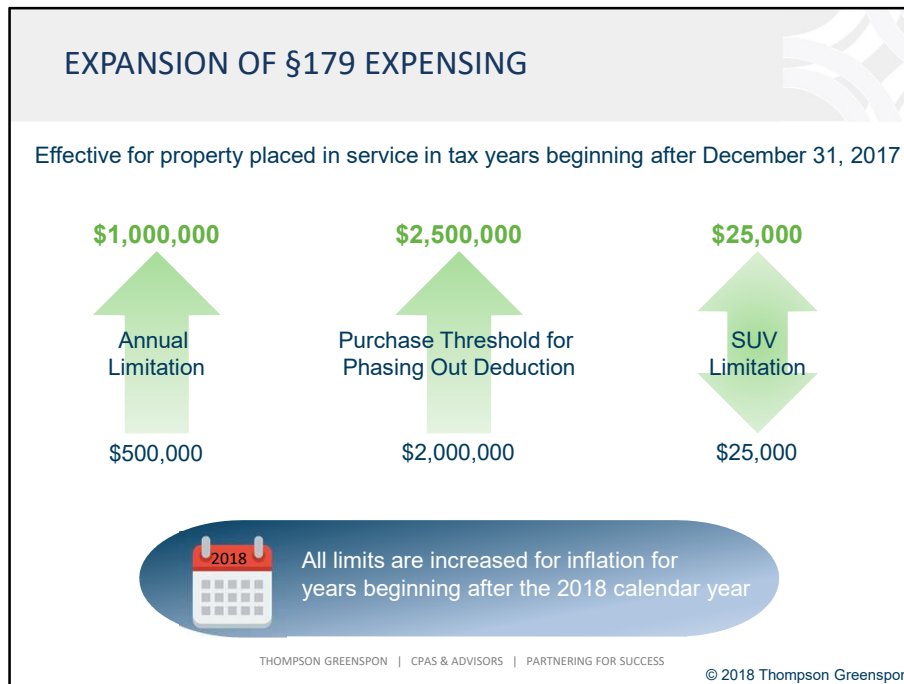 EXPANSION OF §179 EXPENSING
Effective for property placed in service in tax years beginning after December 31, 2017
$1,000,000
Annual
Limitation
$500,000
$2,500,000
Purchase Threshold for
Phasing Out Deduction
$2,000,000
$25,000
SUV
Limitation
$25,000
2018
All limits are increased for inflation for
years beginning after the 2018 calendar year
THOMPSON GREENSPON | CPAS & ADVISORS | PARTNERING FOR SUCCESS
© 2018 Thompson Greenspon